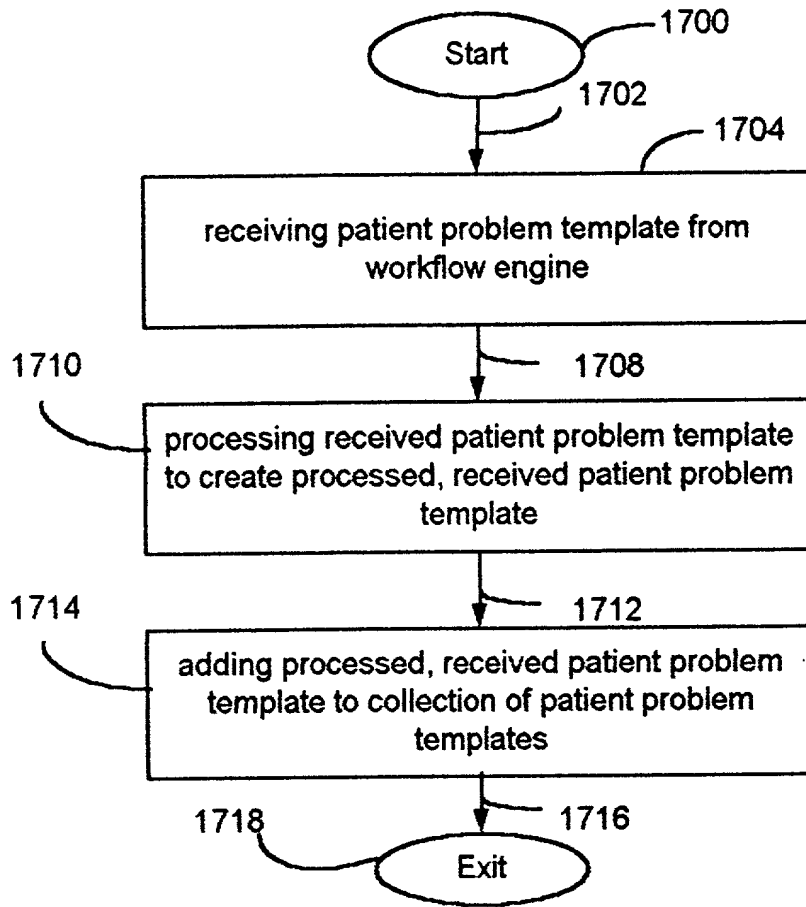 1700
Start
1702
1704
receiving patient problem template from
workflow engine
1708
1710
processing received patient problem template
to create processed, received patient problem
template
1712
1714
adding processed, received patient problem
template to collection of patient problem
templates
1716
1718
Exit